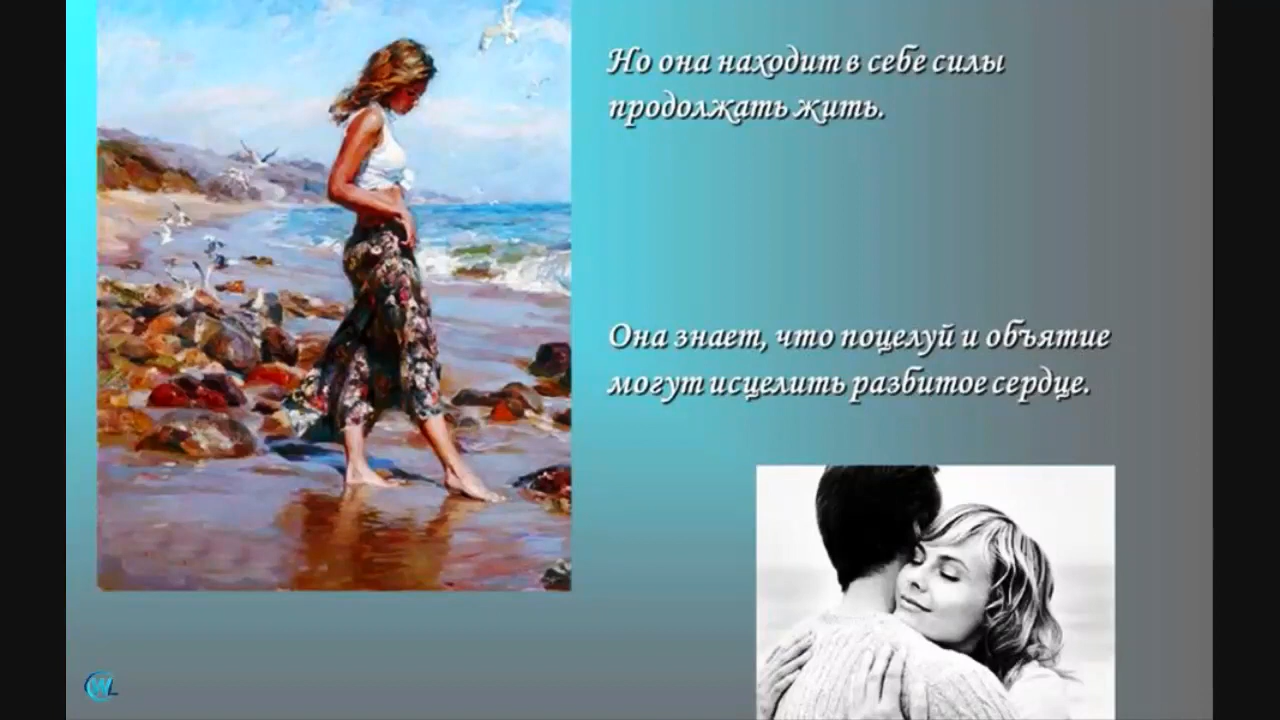 Но она находит в себе силы
продолжать жить.
Она знает, что поцелуй и объятие
могут исцелить разбитое сердце.